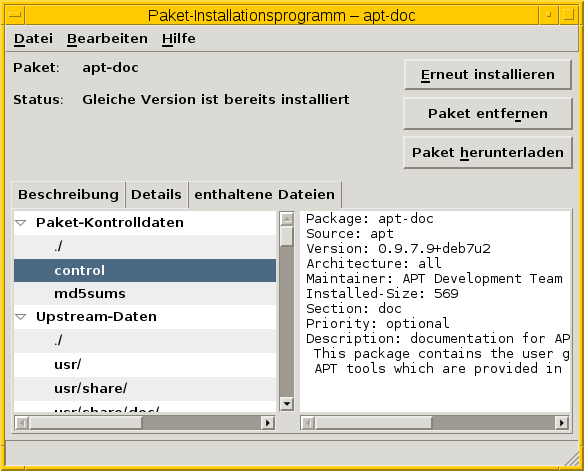 Paket-Installationsprogramm – apt-doc
Datei Bearbeiten Hilfe
Paket: apt-doc
Status: Gleiche Version ist bereits installiert
Erneut installieren
Paket entfernen
Paket herunterladen
Beschreibung Details enthaltene Dateien
Paket-Kontrolldaten
./
control
md5sums
Upstream-Daten
./
usr/
usr/share/
usr/share/doc/
Package: apt-doc
Source: apt
Version: 0.9.7.9+deb7u2
Architecture: all
Maintainer: APT Development Team
Installed-Size: 569
Section: doc
Priority: optional
Description: documentation for AP
This package contains the user g
APT tools which are provided in